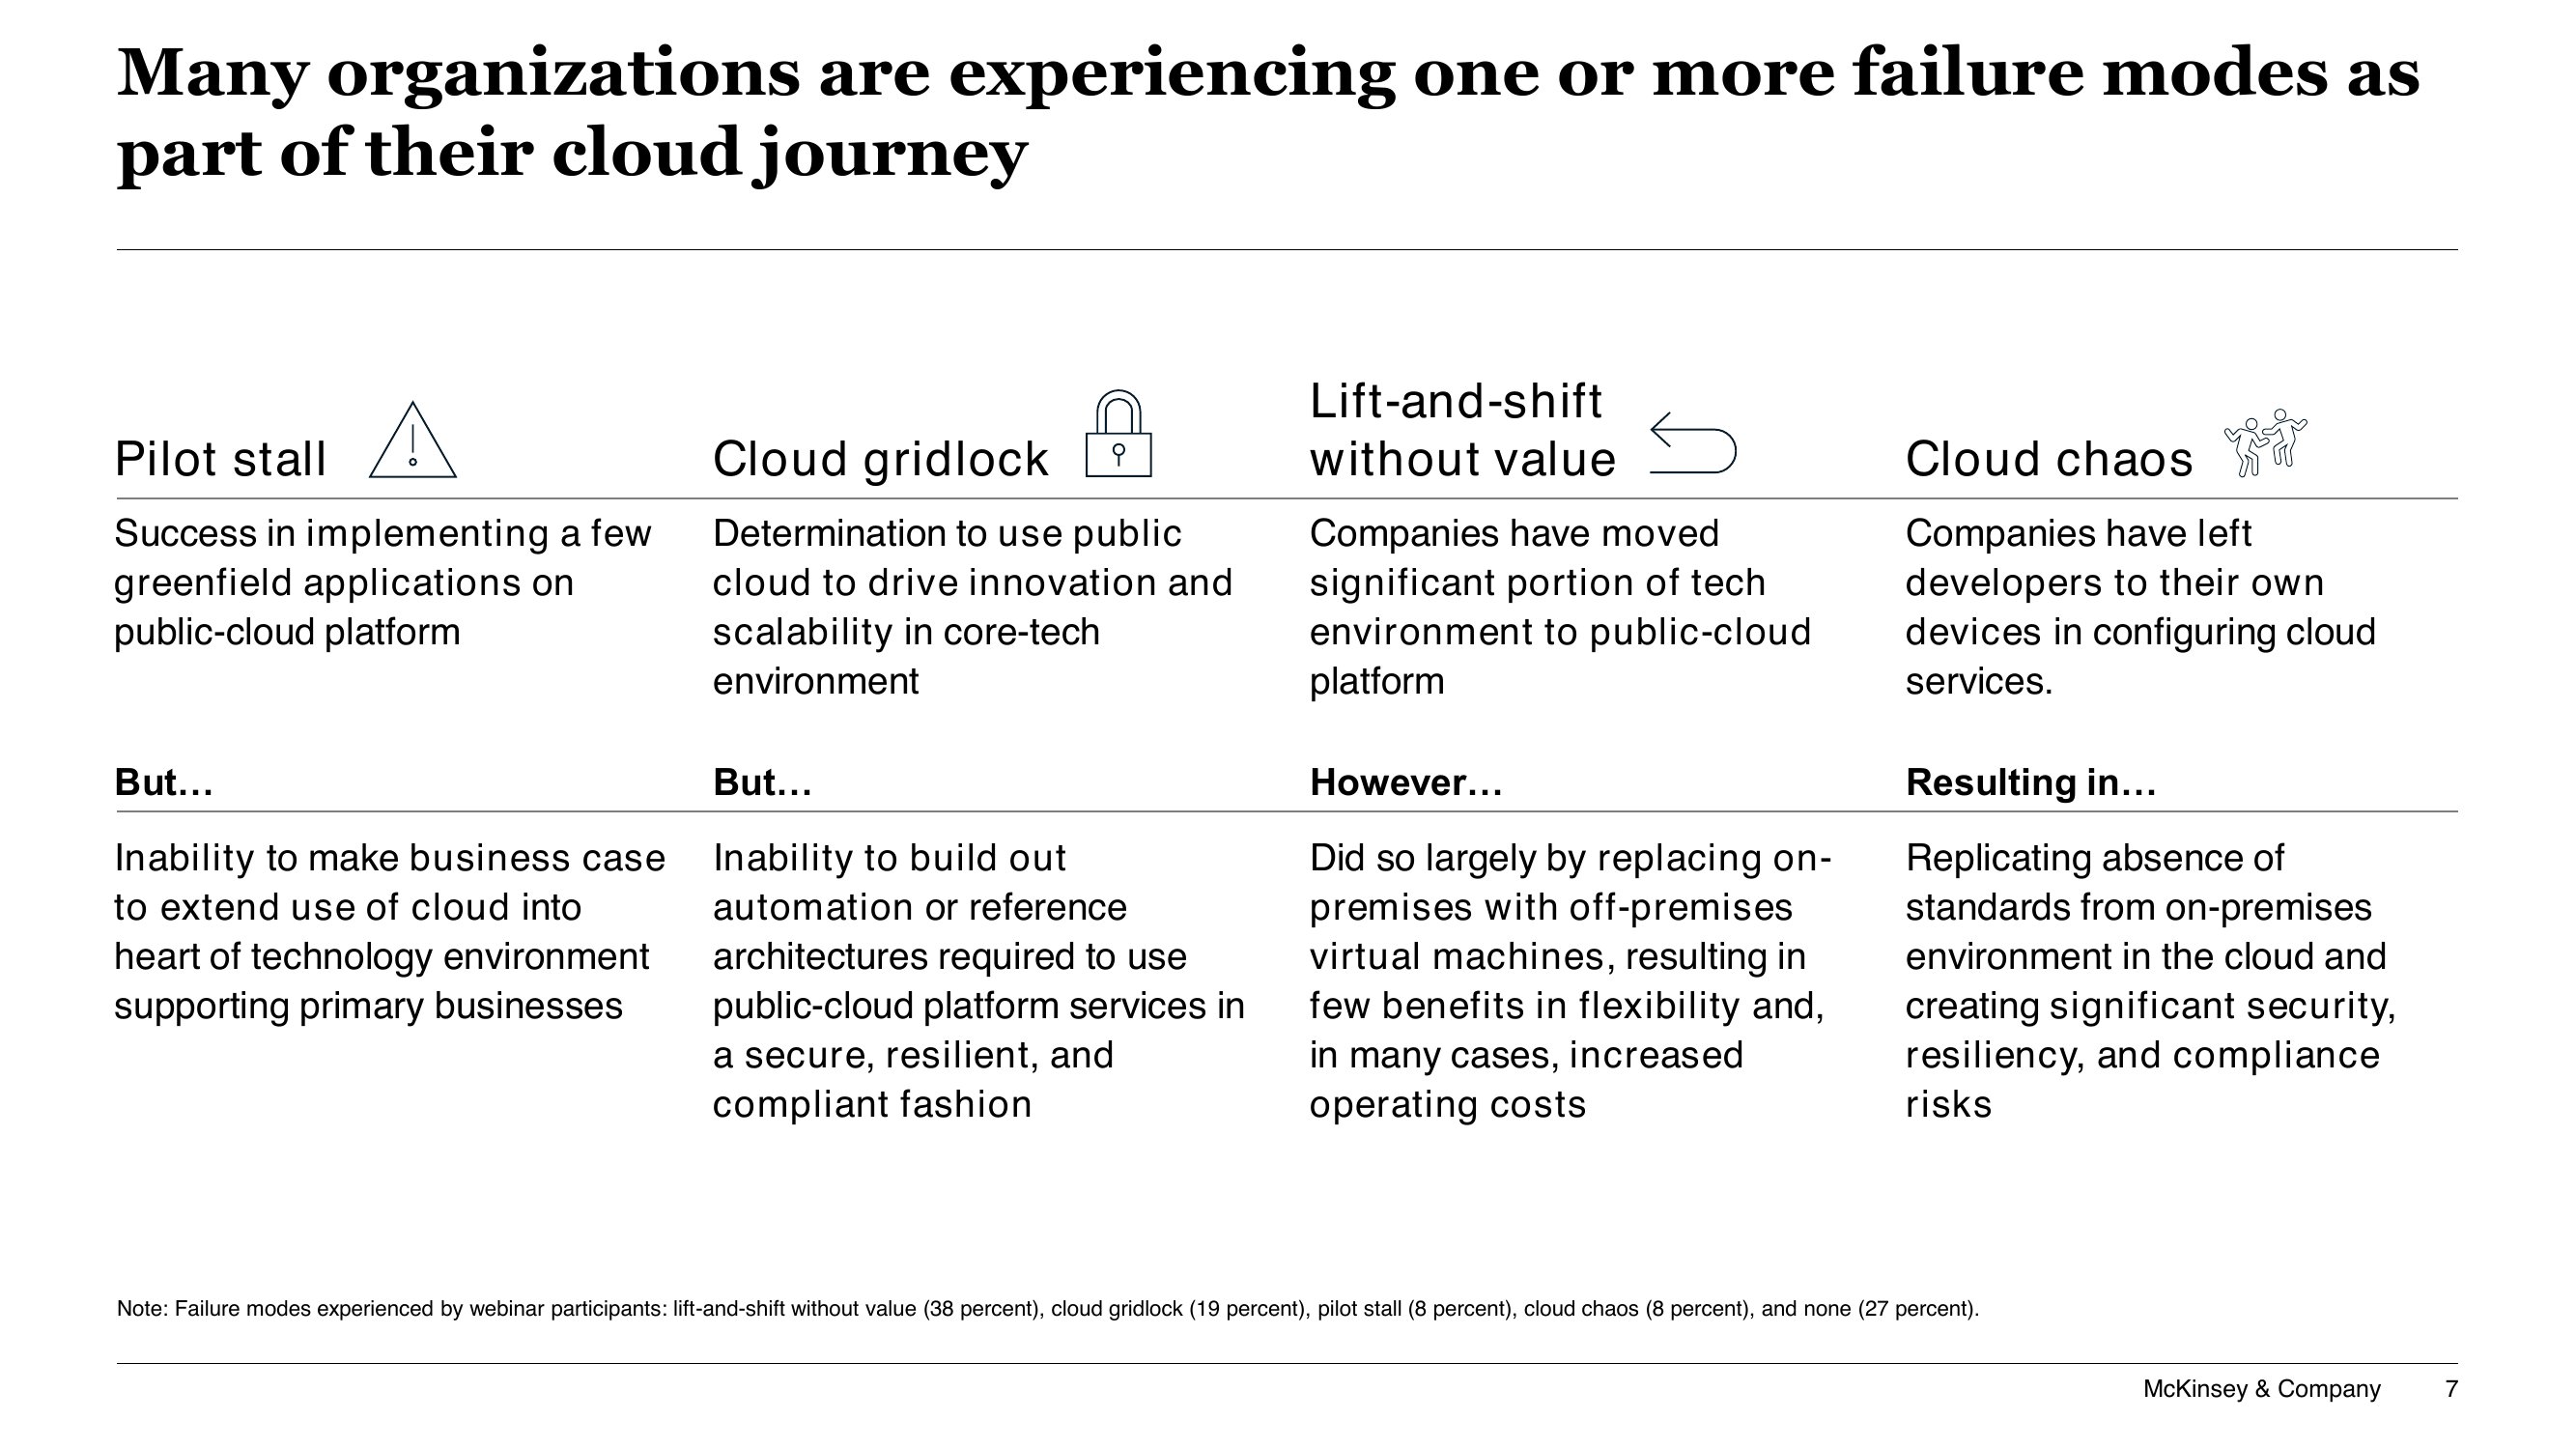 Many organizations are experiencing one or more failure modes as
part of their cloud journey
Pilot stall
Success in implementing a few
greenfield applications on
public-cloud platform
But…
Inability to make business case
to extend use of cloud into
heart of technology environment
supporting primary businesses
Cloud gridlock
Determination to use public
cloud to drive innovation and
scalability in core-tech
environment
But…
Inability to build out
automation or reference
architectures required to use
public-cloud platform services in
a secure, resilient, and
compliant fashion
Lift-and-shift
without value
Companies have moved
significant portion of tech
environment to public-cloud
platform
However…
Did so largely by replacing on-
premises with off-premises
virtual machines, resulting in
few benefits in flexibility and,
in many cases, increased
operating costs
Cloud chaos
Companies have left
developers to their own
devices in configuring cloud
services.
Resulting in…
Replicating absence of
standards from on-premises
environment in the cloud and
creating significant security,
resiliency, and compliance
risks
Note: Failure modes experienced by webinar participants: lift-and-shift without value (38 percent), cloud gridlock (19 percent), pilot stall (8 percent), cloud chaos (8 percent), and none (27 percent).
McKinsey & Company 7